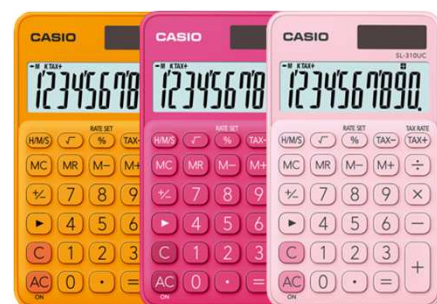 CASIO
- M K TAX+
12345678
RATE SET
H/M/S √ % TAX-
MC MR M- M+
+/- 7 8 9
▶ 4 5 6
C 1 2 3
AC 0 · =
ON
CASIO
- M K TAX+
12345678
RATE SET
H/M/S √ % TAX-
MC MR M- M+
+/- 7 8 9
▶ 4 5 6
C 1 2 3
AC 0 · =
ON
CASIO
SL-310UC
- M K TAX+
1234567890.
RATE SET TAX RATE
H/M/S √ % TAX- TAX+
MC MR M- M+ ÷
+/- 7 8 9 ×
▶ 4 5 6 −
C 1 2 3 +
AC 0 · =
ON